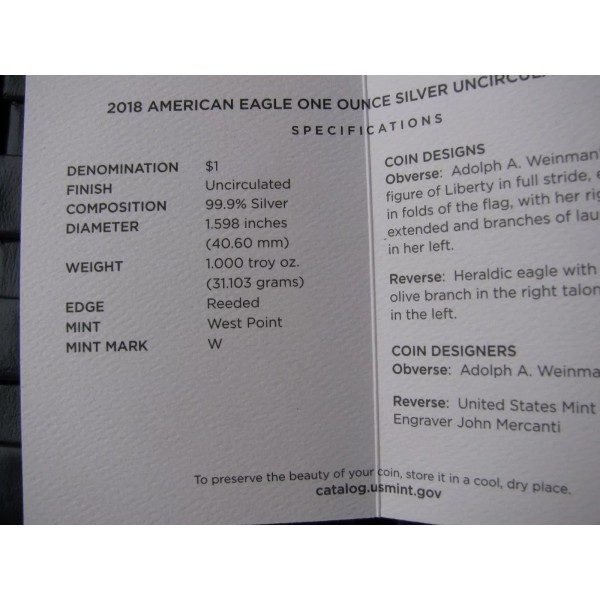 2018 AMERICAN EAGLE ONE OUNCE SILVER
SPECIFICATIONS
DENOMINATION $1
FINISH Uncirculated
COMPOSITION 99.9% Silver
DIAMETER 1.598 inches
(40.60 mm)
WEIGHT 1.000 troy oz.
(31.103 grams)
EDGE Reeded
MINT West Point
MINT MARK W
COIN DESIGNS
Obverse: Adolph A. Weinman'
figure of Liberty in full stride,
in folds of the flag, with her
extended and branches of
in her left.
Reverse: Heraldic eagle with
olive branch in the right talon
in the left.
COIN DESIGNERS
Obverse: Adolph A.
Reverse: United States Mint
Engraver John Mercanti
To preserve the beauty of your coin, store it in a cool, dry place.
catalog.usmint.gov